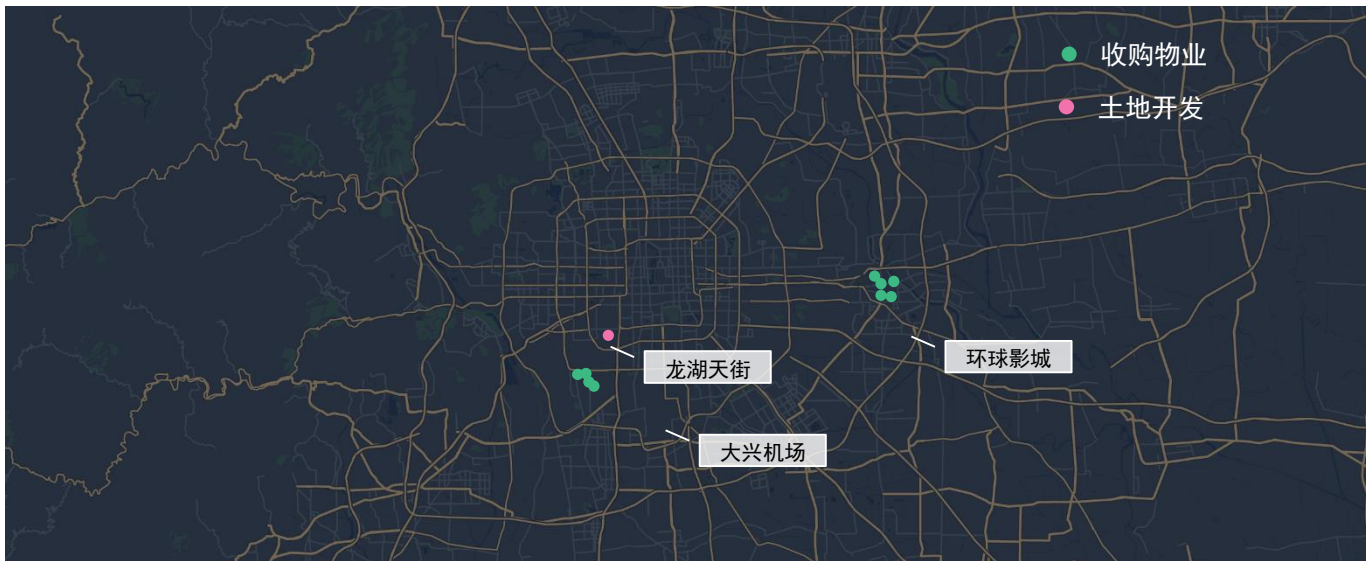 收购物业
土地开发
龙湖天街
环球影城
大兴机场